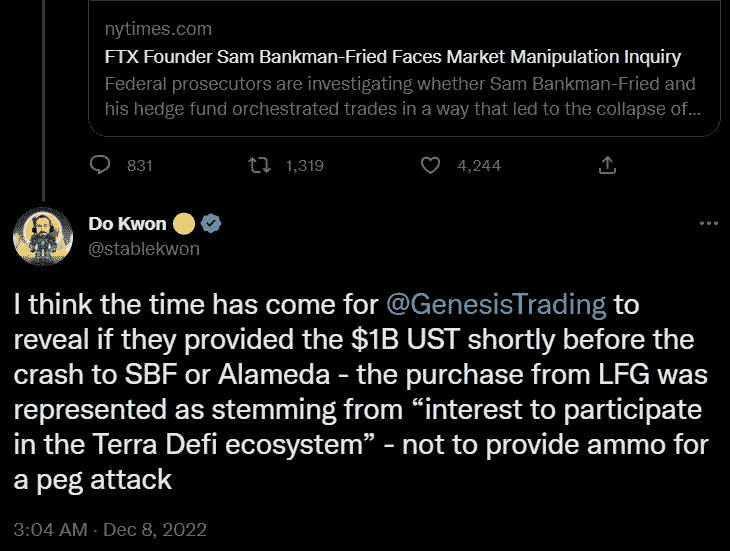 nytimes.com
FTX Founder Sam Bankman-Fried Faces Market Manipulation Inquiry
Federal prosecutors are investigating whether Sam Bankman-Fried and
his hedge fund orchestrated trades in a way that led to the collapse of...
831 1,319 4,244
Do Kwon
@stablekwon
I think the time has come for @GenesisTrading to
reveal if they provided the $1B UST shortly before the
crash to SBF or Alameda - the purchase from LFG was
represented as stemming from “interest to participate
in the Terra Defi ecosystem” - not to provide ammo for
a peg attack
3:04 AM · Dec 8, 2022